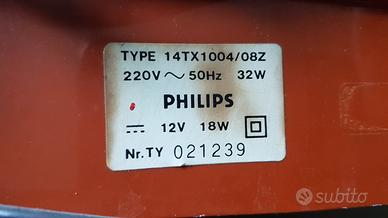 TYPE 14TX1004/08Z
220V ~ 50Hz 32W
PHILIPS
⎓ 12V 18W
Nr. TY 021239
subito